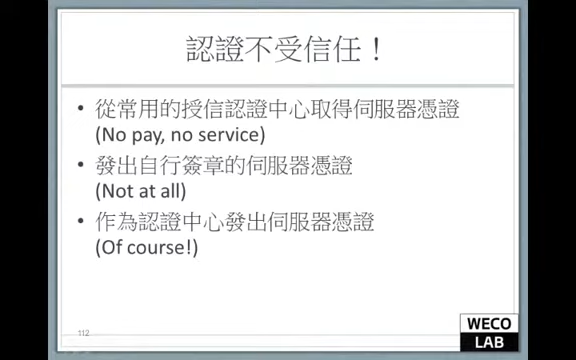 認證不受信任！
• 從常用的授信認證中心取得伺服器憑證
(No pay, no service)
• 發出自行簽章的伺服器憑證
(Not at all)
• 作為認證中心發出伺服器憑證
(Of course!)
112
WECO
LAB